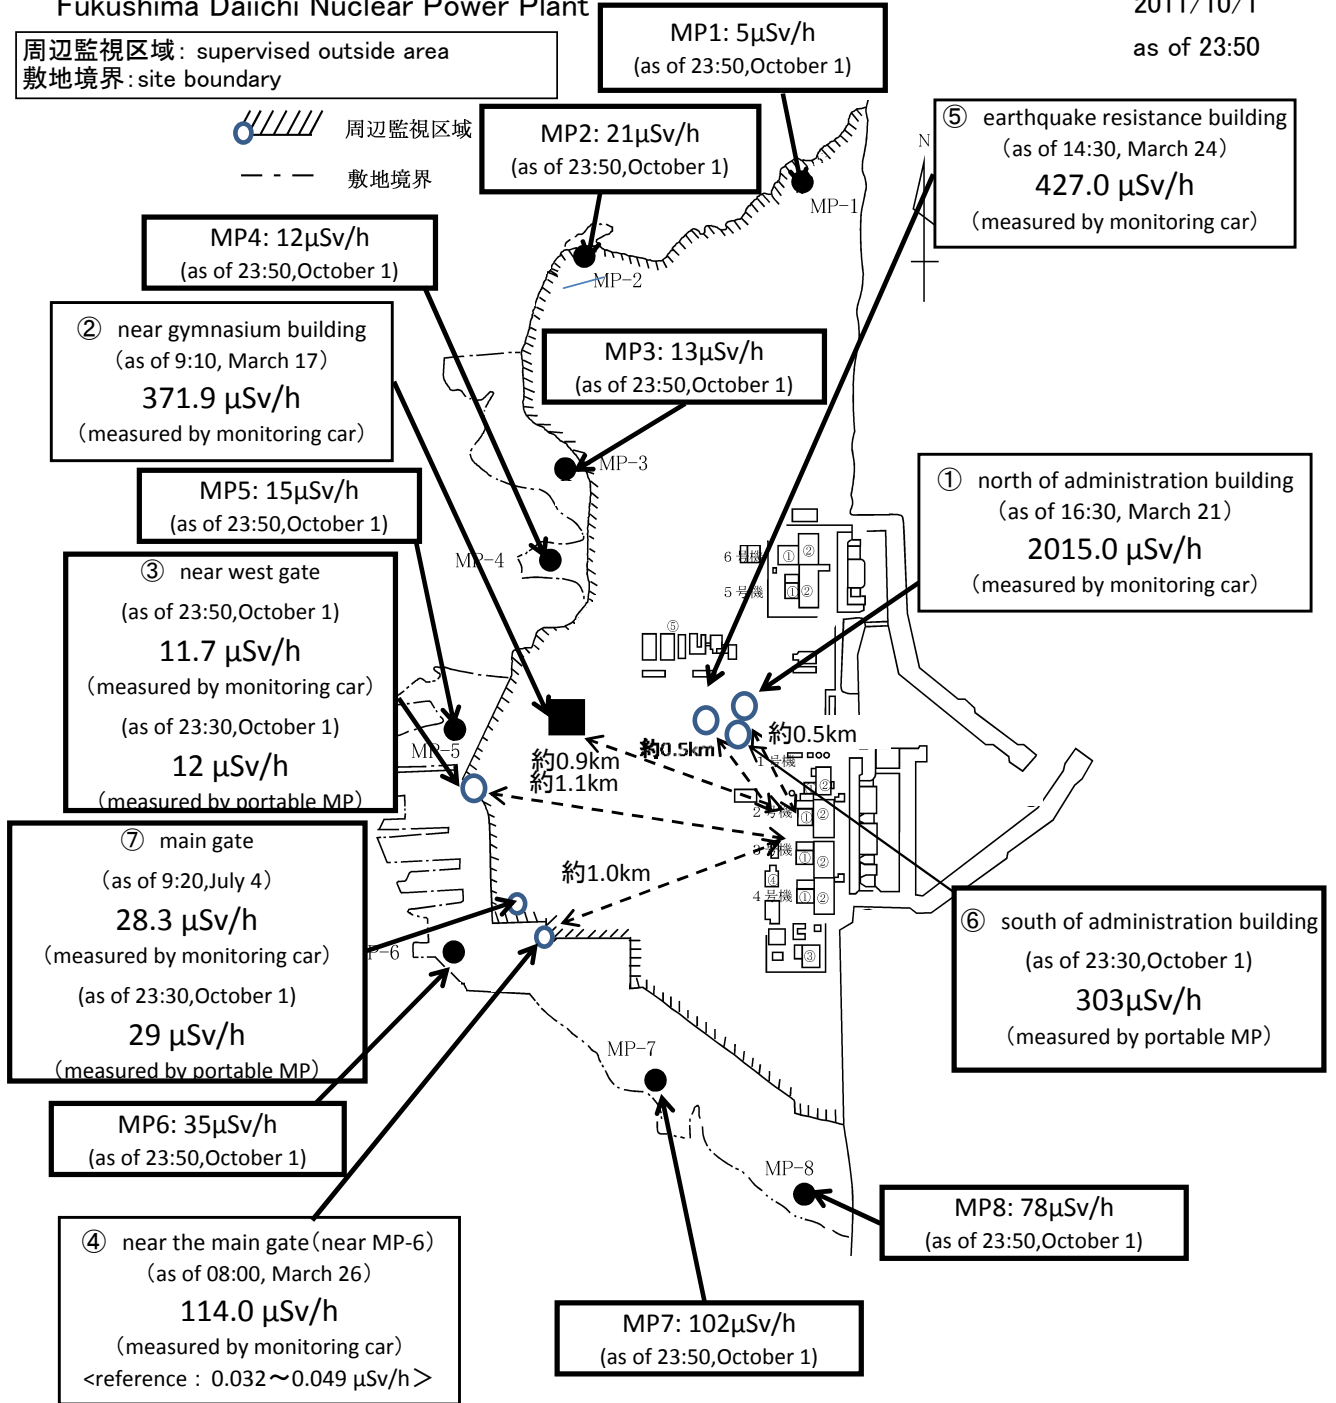 Fukushima Daiichi Nuclear Power Plant
2011/10/1
as of 23:50
周辺監視区域: supervised outside area
敷地境界:site boundary
周辺監視区域
敷地境界
MP1: 5μSv/h
(as of 23:50,October 1)
MP2: 21μSv/h
(as of 23:50,October 1)
⑤ earthquake resistance building
(as of 14:30, March 24)
427.0 μSv/h
(measured by monitoring car)
N
MP-1
MP4: 12μSv/h
(as of 23:50,October 1)
MP-2
② near gymnasium building
(as of 9:10, March 17)
371.9 μSv/h
(measured by monitoring car)
MP3: 13μSv/h
(as of 23:50,October 1)
MP-3
MP5: 15μSv/h
(as of 23:50,October 1)
① north of administration building
(as of 16:30, March 21)
2015.0 μSv/h
(measured by monitoring car)
MP-4
③ near west gate
(as of 23:50,October 1)
11.7 μSv/h
(measured by monitoring car)
(as of 23:30,October 1)
12 μSv/h
(measured by portable MP)
6号機
① ②
5号機
① ②
⑤
MP-5
約0.9km
約1.1km
約0.5km
約0.5km
1号機
②
2号機
① ②
3号機
① ②
④
4号機
① ②
③
約1.0km
⑦ main gate
(as of 9:20,July 4)
28.3 μSv/h
(measured by monitoring car)
(as of 23:30,October 1)
29 μSv/h
(measured by portable MP)
P-6
⑥ south of administration building
(as of 23:30,October 1)
303μSv/h
(measured by portable MP)
MP-7
MP6: 35μSv/h
(as of 23:50,October 1)
MP-8
MP8: 78μSv/h
(as of 23:50,October 1)
④ near the main gate(near MP-6)
(as of 08:00, March 26)
114.0 μSv/h
(measured by monitoring car)
<reference : 0.032～0.049 μSv/h＞
MP7: 102μSv/h
(as of 23:50,October 1)